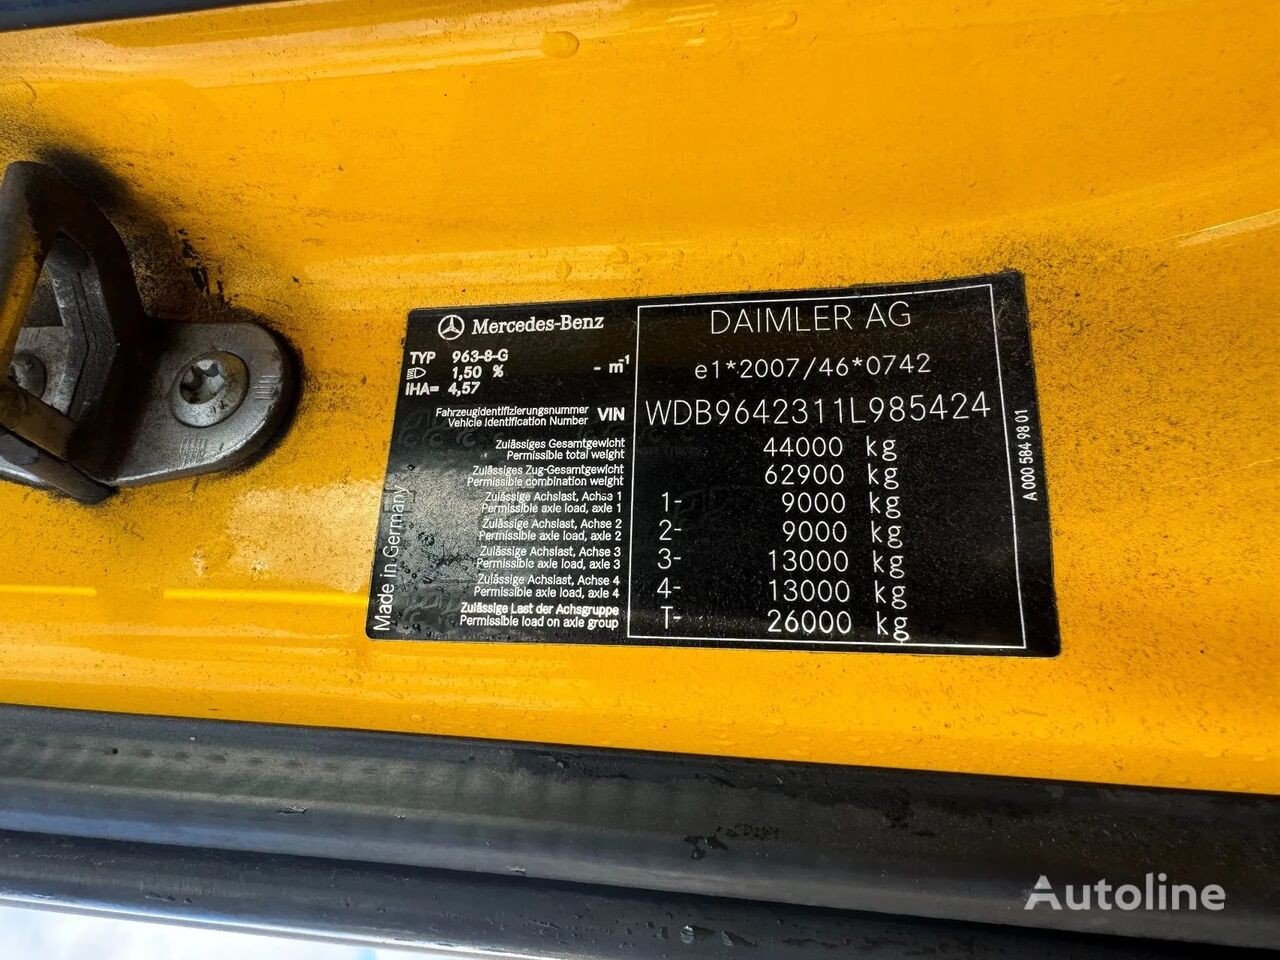 Mercedes-Benz
TYP 963-8-G
1,50 % - m⁻¹
IHA= 4,57
DAIMLER AG
e1*2007/46*0742
Fahrzeugidentifizierungsnummer VIN WDB9642311L985424
Vehicle Identification Number
Zulässiges Gesamtgewicht 44000 kg
Permissible total weight
Zulässiges Zug-Gesamtgewicht 62900 kg
Permissible combination weight
Zulässige Achslast, Achse 1 1- 9000 kg
Permissible axle load, axle 1
Zulässige Achslast, Achse 2 2- 9000 kg
Permissible axle load, axle 2
Zulässige Achslast, Achse 3 3- 13000 kg
Permissible axle load, axle 3
Zulässige Achslast, Achse 4 4- 13000 kg
Permissible axle load, axle 4
Zulässige Last der Achsgruppe T- 26000 kg
Permissible load on axle group
Made in Germany
A 000 584 98 01
Autoline